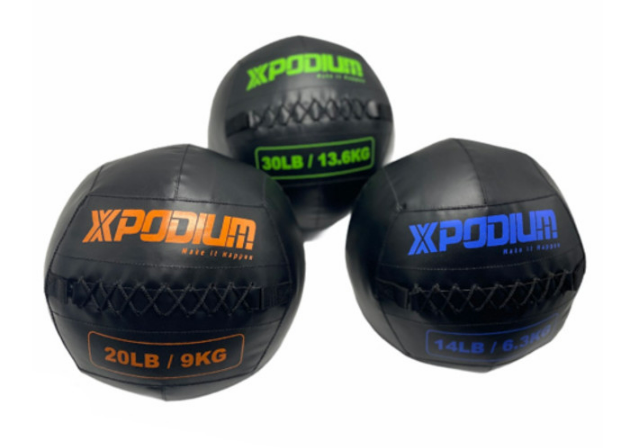 XPODIUM
Make it Happen
30LB / 13.6KG
XPODIUM
Make it Happen
20LB / 9KG
XPODIUM
Make it Happen
14LB / 6.3KG